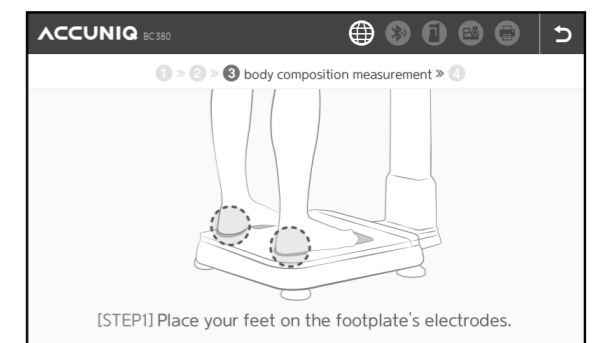 ACCUNIQ BC380
1 » 2 » 3 body composition measurement » 4
[STEP1] Place your feet on the footplate's electrodes.